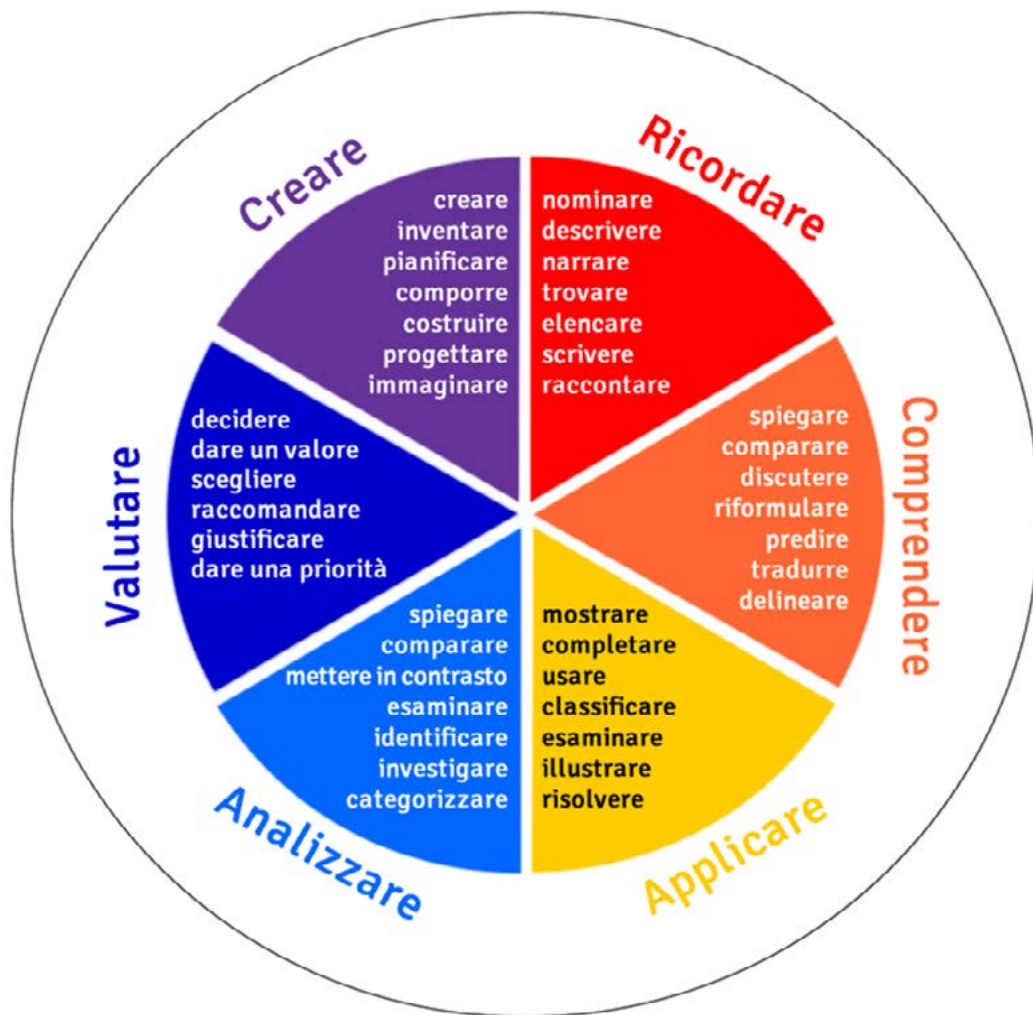 Ricordare
nominare
descrivere
narrare
trovare
elencare
scrivere
raccontare
Comprendere
spiegare
comparare
discutere
riformulare
predire
tradurre
delineare
Applicare
mostrare
completare
usare
classificare
esaminare
illustrare
risolvere
Analizzare
spiegare
comparare
mettere in contrasto
esaminare
identificare
investigare
categorizzare
Valutare
decidere
dare un valore
scegliere
raccomandare
giustificare
dare una priorità
Creare
creare
inventare
pianificare
comporre
costruire
progettare
immaginare